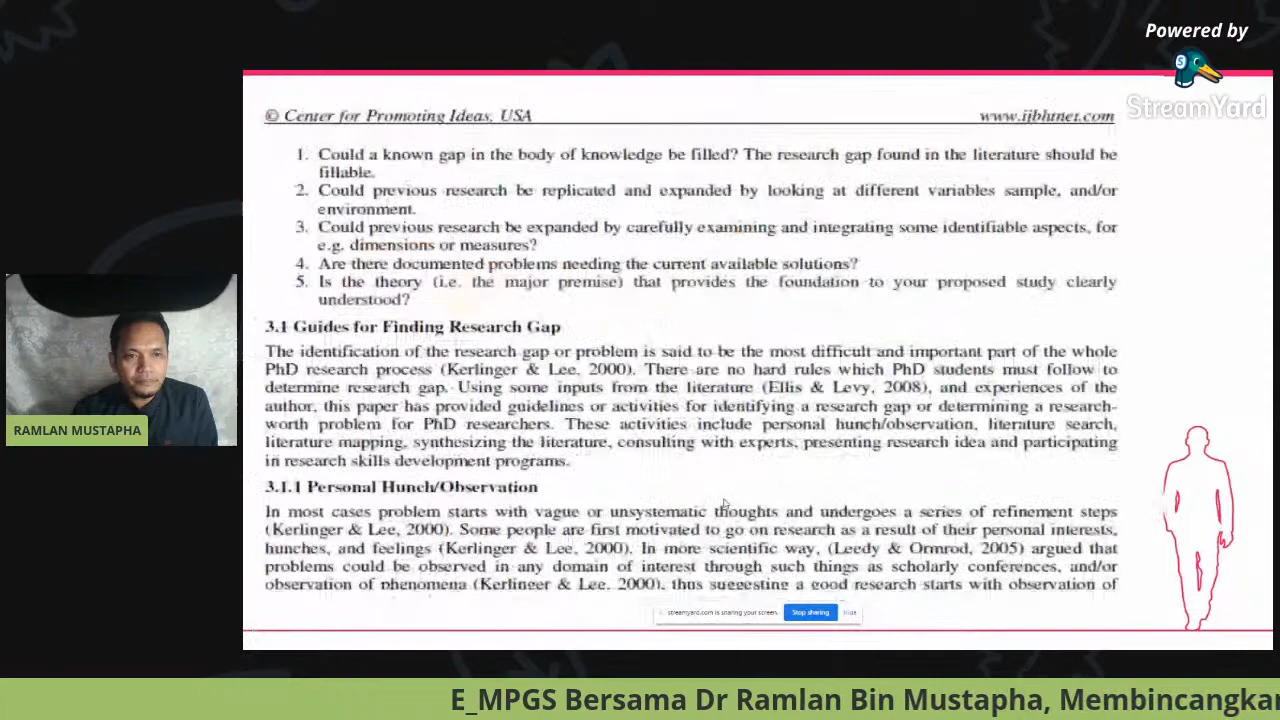 Powered by
StreamYard
© Center for Promoting Ideas, USA www.ijbhtnet.com
1. Could a known gap in the body of knowledge be filled? The research gap found in the literature should be
fillable.
2. Could previous research be replicated and expanded by looking at different variables sample, and/or
environment.
3. Could previous research be expanded by carefully examining and integrating some identifiable aspects, for
e.g. dimensions or measures?
4. Are there documented problems needing the current available solutions?
5. Is the theory (i.e. the major premise) that provides the foundation to your proposed study clearly
understood?
3.1 Guides for Finding Research Gap
The identification of the research gap or problem is said to be the most difficult and important part of the whole
PhD research process (Kerlinger & Lee, 2000). There are no hard rules which PhD students must follow to
determine research gap. Using some inputs from the literature (Ellis & Levy, 2008), and experiences of the
author, this paper has provided guidelines or activities for identifying a research gap or determining a research-
worth problem for PhD researchers. These activities include personal hunch/observation, literature search,
literature mapping, synthesizing the literature, consulting with experts, presenting research idea and participating
in research skills development programs.
3.1.1 Personal Hunch/Observation
In most cases problem starts with vague or unsystematic thoughts and undergoes a series of refinement steps
(Kerlinger & Lee, 2000). Some people are first motivated to go on research as a result of their personal interests,
hunches, and feelings (Kerlinger & Lee, 2000). In more scientific way, (Leedy & Ormrod, 2005) argued that
problems could be observed in any domain of interest through such things as scholarly conferences, and/or
observation of phenomena (Kerlinger & Lee, 2000), thus suggesting a good research starts with observation of
streamyard.com is sharing your screen. Stop sharing Hide
RAMLAN MUSTAPHA
E_MPGS Bersama Dr Ramlan Bin Mustapha, Membincangkan